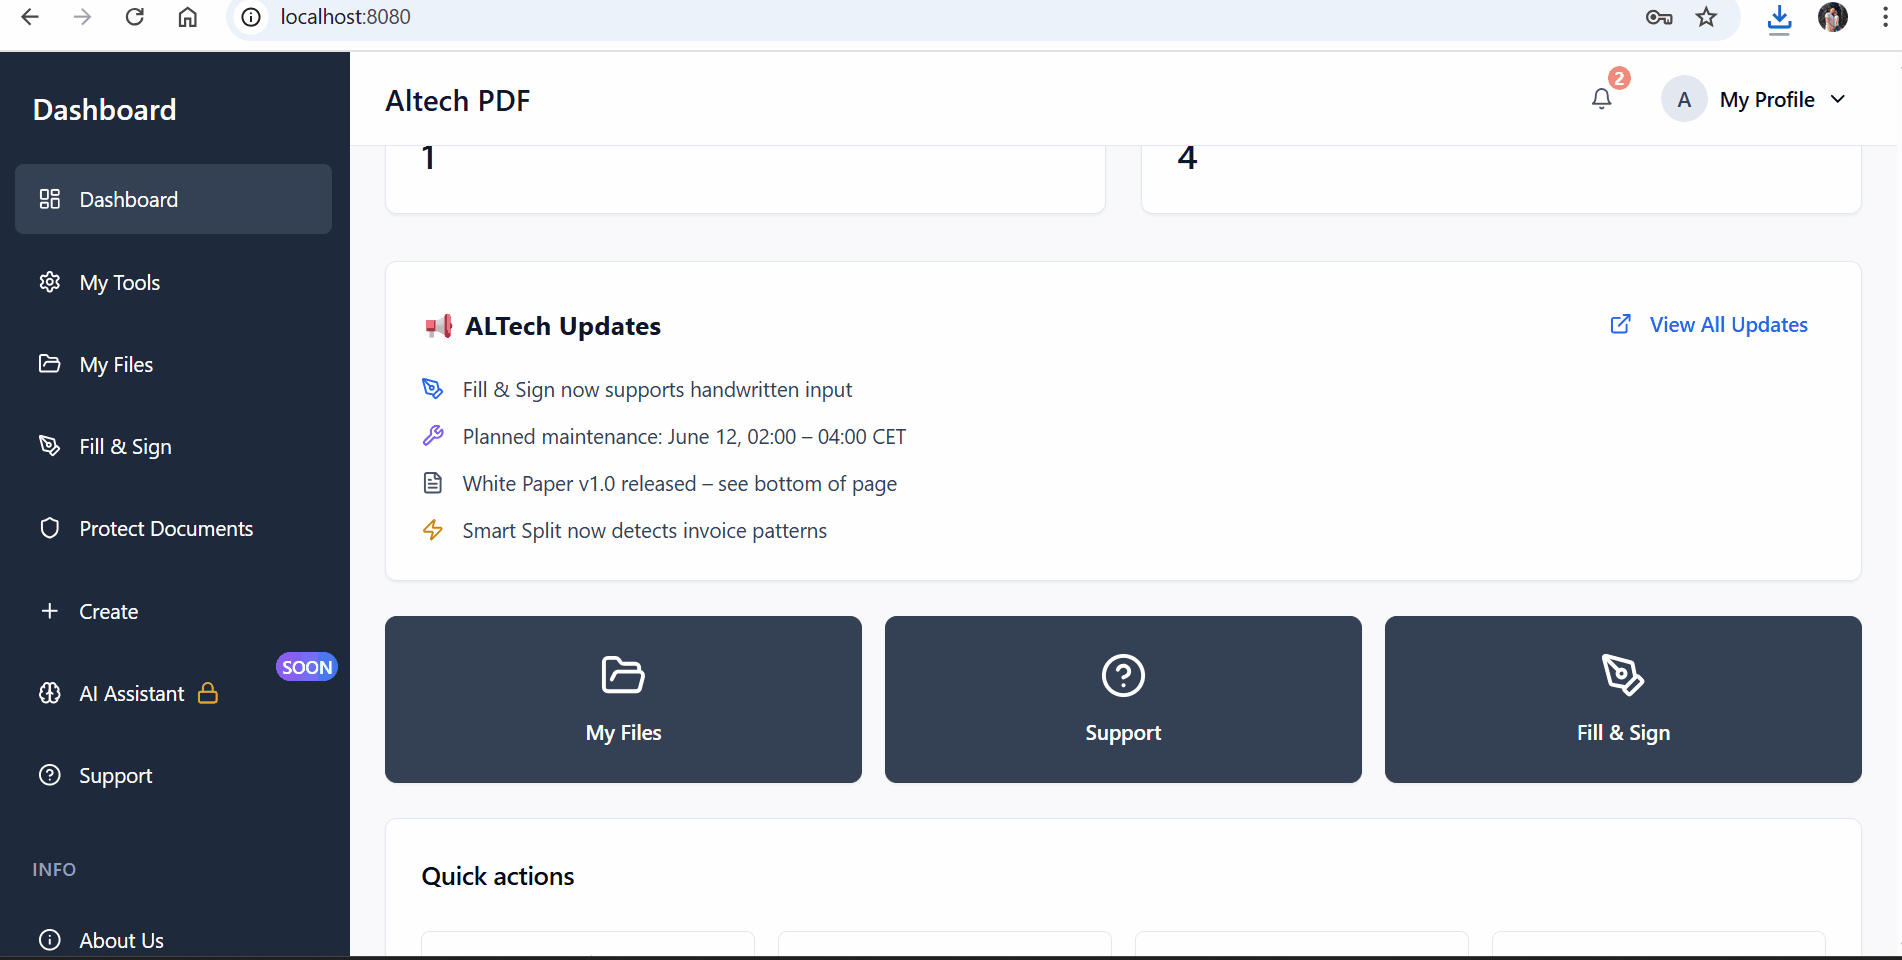 localhost:8080
Dashboard
Altech PDF
2
A
My Profile
1
4
Dashboard
My Tools
My Files
Fill & Sign
Protect Documents
Create
SOON
AI Assistant
Support
INFO
About Us
ALTech Updates
View All Updates
Fill & Sign now supports handwritten input
Planned maintenance: June 12, 02:00 – 04:00 CET
White Paper v1.0 released – see bottom of page
Smart Split now detects invoice patterns
My Files
Support
Fill & Sign
Quick actions